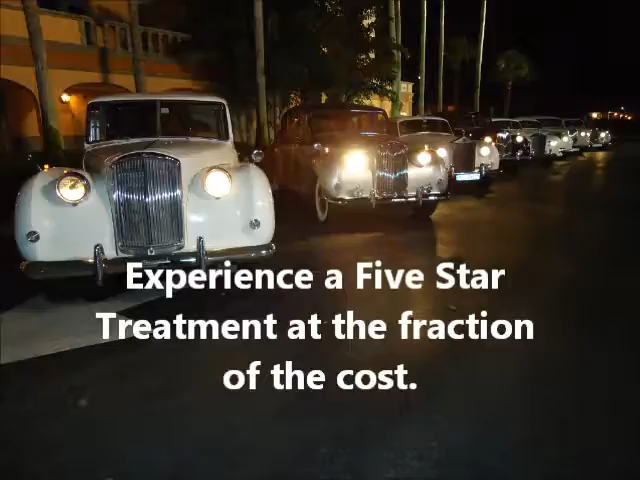 Experience a Five Star
Treatment at the fraction
of the cost.